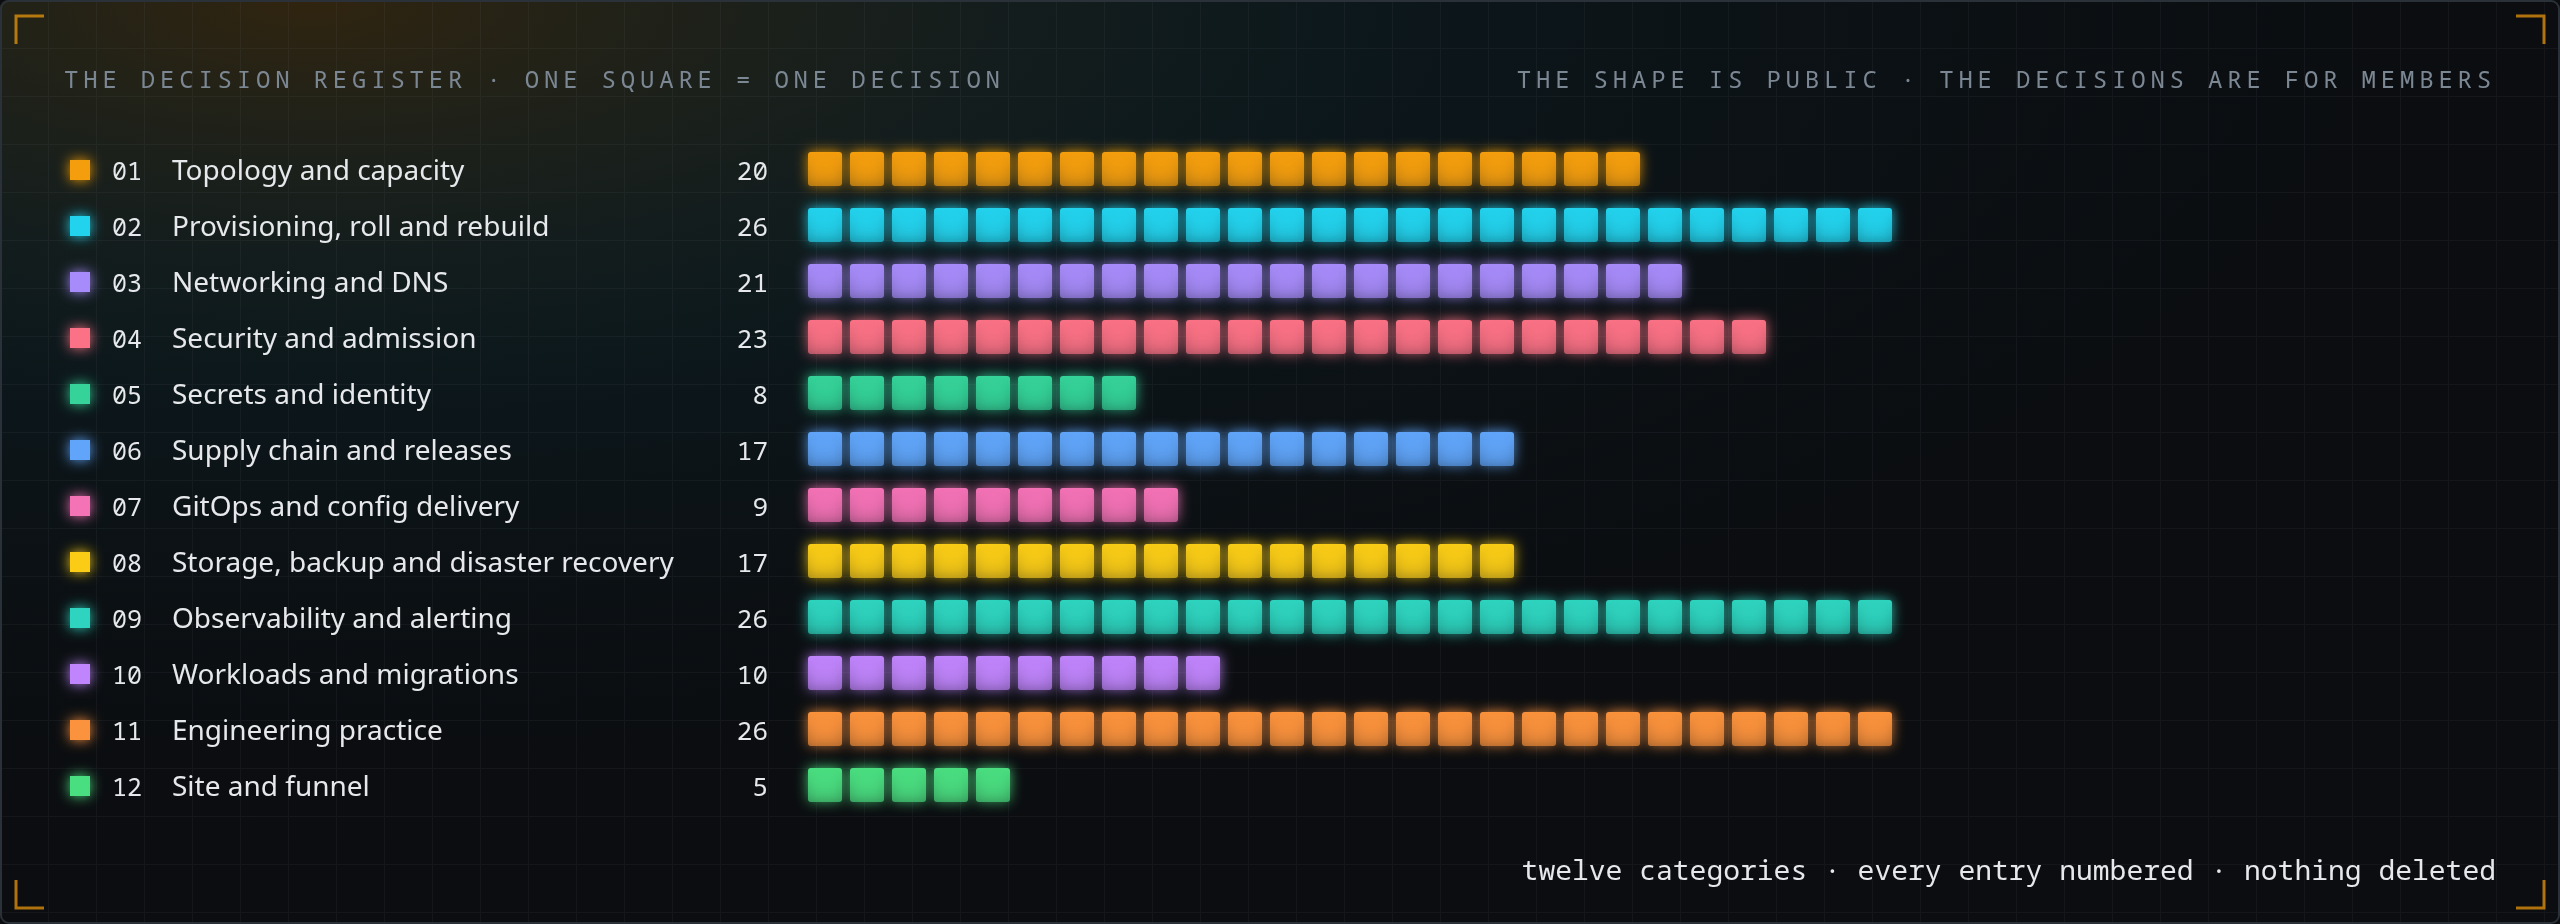 THE DECISION REGISTER · ONE SQUARE = ONE DECISION
THE SHAPE IS PUBLIC · THE DECISIONS ARE FOR MEMBERS
01 Topology and capacity 20
02 Provisioning, roll and rebuild 26
03 Networking and DNS 21
04 Security and admission 23
05 Secrets and identity 8
06 Supply chain and releases 17
07 GitOps and config delivery 9
08 Storage, backup and disaster recovery 17
09 Observability and alerting 26
10 Workloads and migrations 10
11 Engineering practice 26
12 Site and funnel 5
twelve categories · every entry numbered · nothing deleted